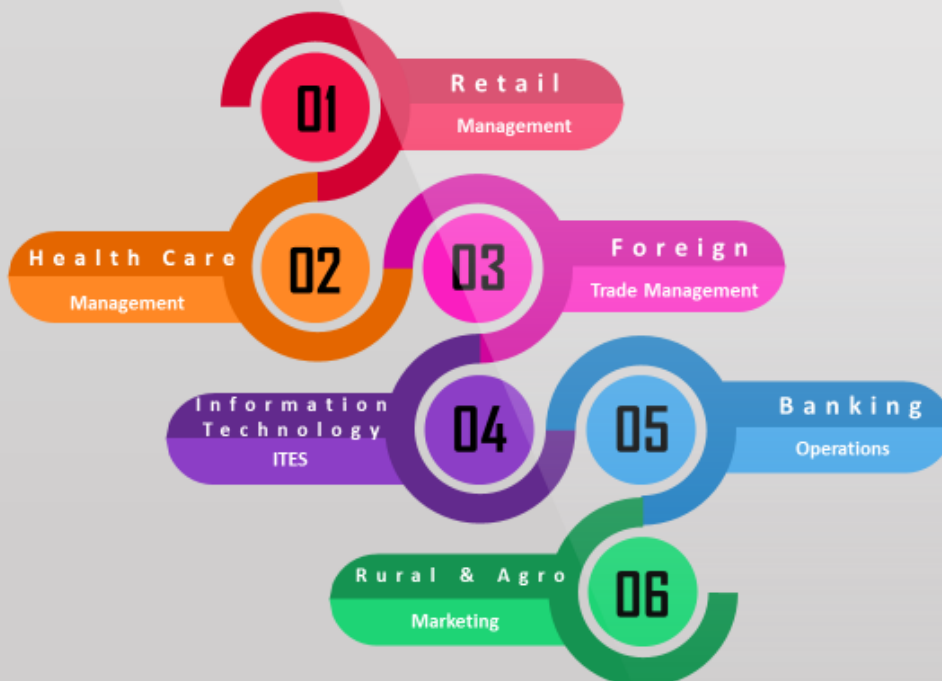 01
Retail
Management
Health Care
Management
02
03
Foreign
Trade Management
Information
Technology
ITES
04
05
Banking
Operations
Rural & Agro
Marketing
06